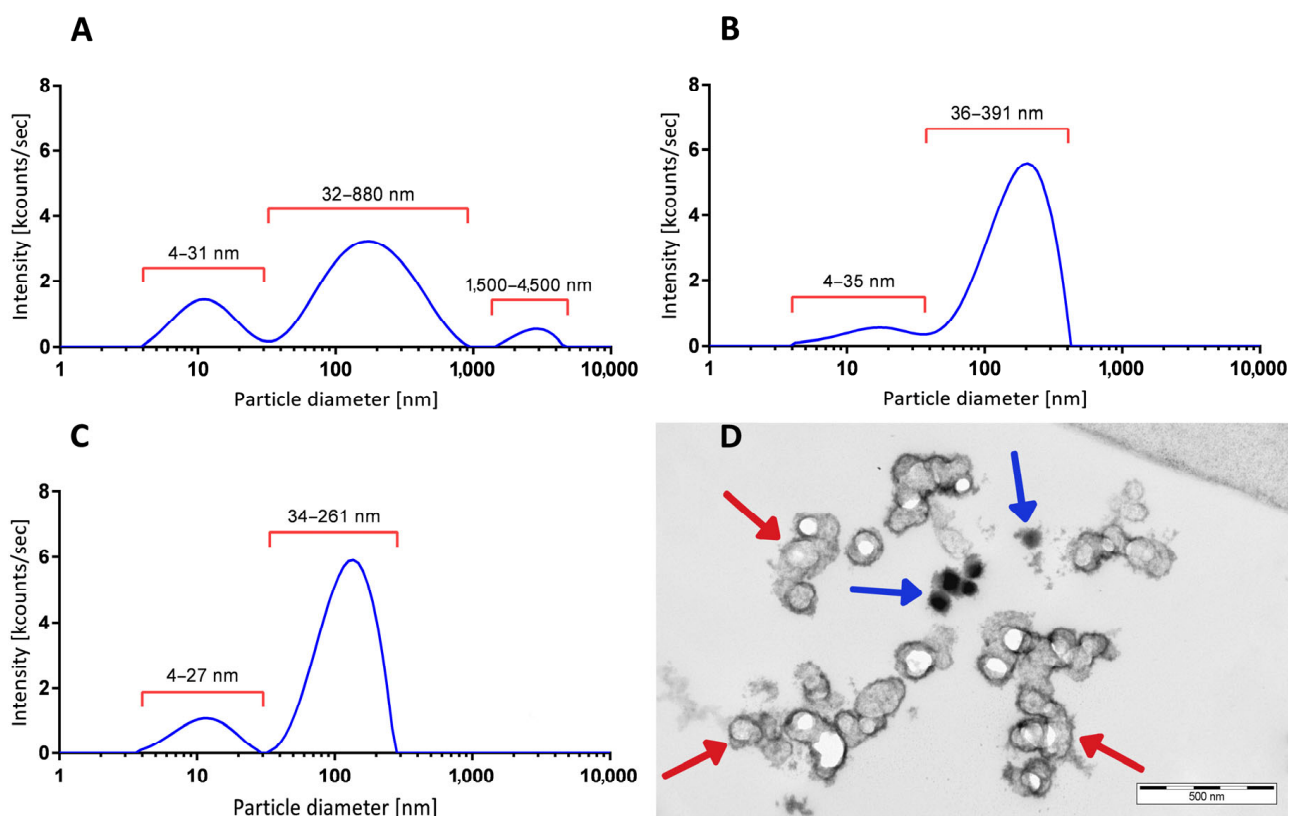 A
Intensity [kcounts/sec]
8
6
4
2
0
4–31 nm
32–880 nm
1,500–4,500 nm
1 10 100 1,000 10,000
Particle diameter [nm]
B
Intensity [kcounts/sec]
8
6
4
2
0
4–35 nm
36–391 nm
1 10 100 1,000 10,000
Particle diameter [nm]
C
Intensity [kcounts/sec]
8
6
4
2
0
4–27 nm
34–261 nm
1 10 100 1,000 10,000
Particle diameter [nm]
D
500 nm